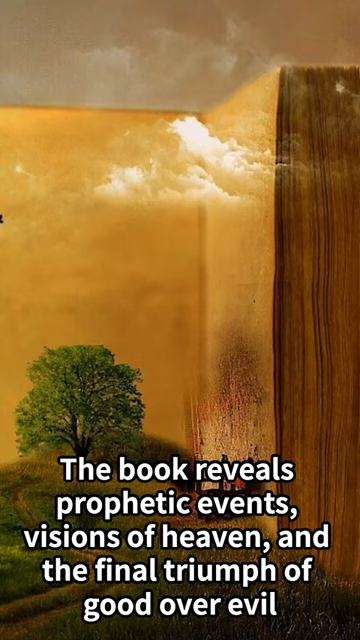 The book reveals
prophetic events,
visions of heaven, and
the final triumph of
good over evil